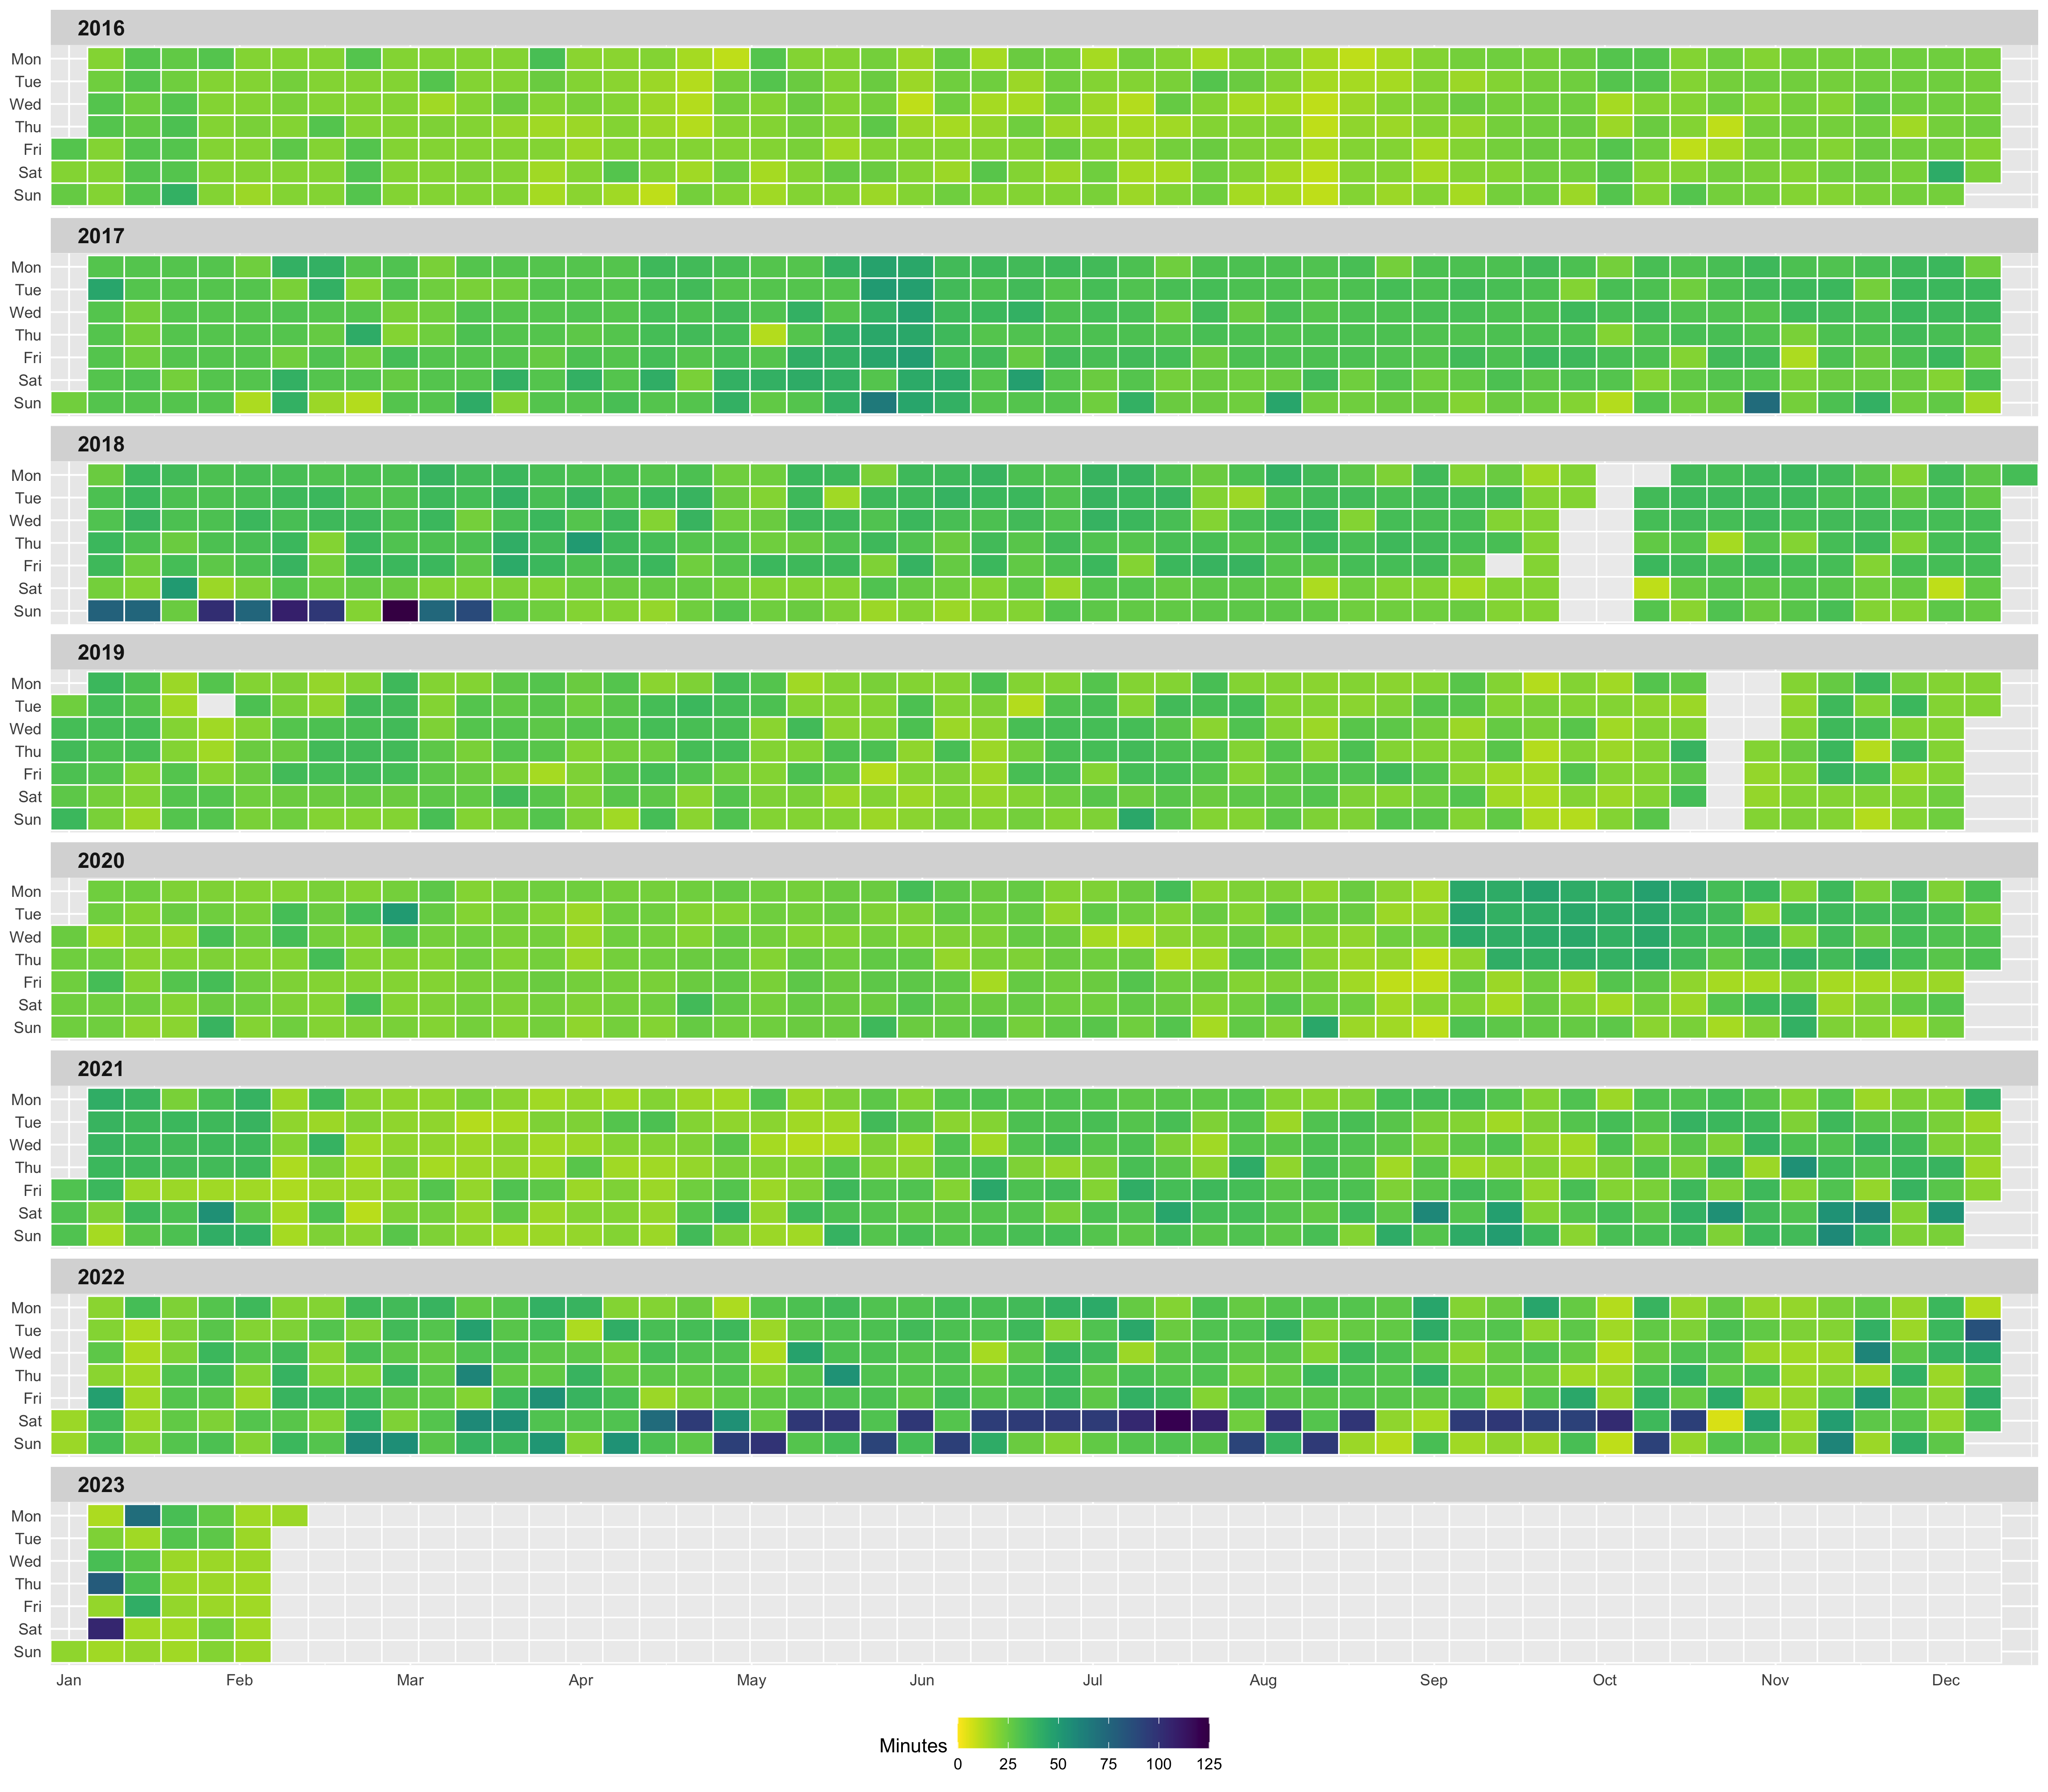 2016
Mon
Tue
Wed
Thu
Fri
Sat
Sun
2017
Mon
Tue
Wed
Thu
Fri
Sat
Sun
2018
Mon
Tue
Wed
Thu
Fri
Sat
Sun
2019
Mon
Tue
Wed
Thu
Fri
Sat
Sun
2020
Mon
Tue
Wed
Thu
Fri
Sat
Sun
2021
Mon
Tue
Wed
Thu
Fri
Sat
Sun
2022
Mon
Tue
Wed
Thu
Fri
Sat
Sun
2023
Mon
Tue
Wed
Thu
Fri
Sat
Sun
Jan Feb Mar Apr May Jun Jul Aug Sep Oct Nov Dec
Minutes
0 25 50 75 100 125